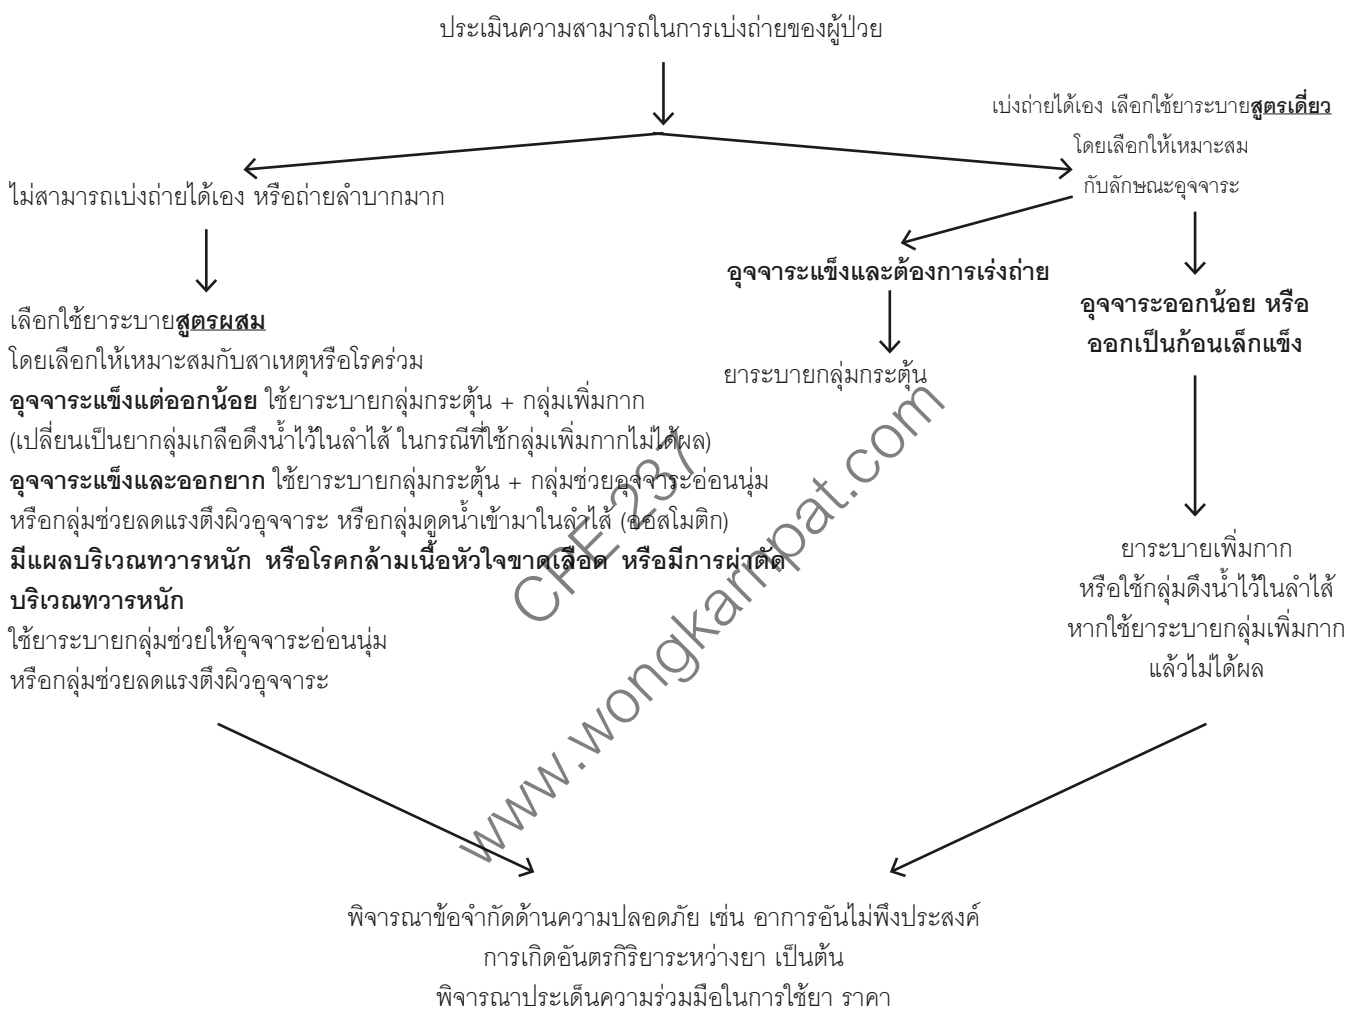 ประเมินความสามารถในการเบ่งถ่ายของผู้ป่วย
เบ่งถ่ายได้เอง เลือกใช้ยาระบายสูตรเดี่ยว
โดยเลือกให้เหมาะสม
กับลักษณะอุจจาระ
ไม่สามารถเบ่งถ่ายได้เอง หรือถ่ายลำบากมาก
เลือกใช้ยาระบายสูตรผสม
โดยเลือกให้เหมาะสมกับสาเหตุหรือโรคร่วม
อุจจาระแข็งแต่ออกน้อย ใช้ยาระบายกลุ่มกระตุ้น + กลุ่มเพิ่มกาก
(เปลี่ยนเป็นยากลุ่มเกลือดึงน้ำไว้ในลำไส้ ในกรณีที่ใช้กลุ่มเพิ่มกากไม่ได้ผล)
อุจจาระแข็งและออกยาก ใช้ยาระบายกลุ่มกระตุ้น + กลุ่มช่วยอุจจาระอ่อนนุ่ม
หรือกลุ่มช่วยลดแรงตึงผิวอุจจาระ หรือกลุ่มดูดน้ำเข้ามาในลำไส้ (ออสโมติก)
มีแผลบริเวณทวารหนัก หรือโรคกล้ามเนื้อหัวใจขาดเลือด หรือมีการผ่าตัด
บริเวณทวารหนัก
ใช้ยาระบายกลุ่มช่วยให้อุจจาระอ่อนนุ่ม
หรือกลุ่มช่วยลดแรงตึงผิวอุจจาระ
อุจจาระแข็งและต้องการเร่งถ่าย
ยาระบายกลุ่มกระตุ้น
อุจจาระออกน้อย หรือ
ออกเป็นก้อนเล็กแข็ง
ยาระบายเพิ่มกาก
หรือใช้กลุ่มดึงน้ำไว้ในลำไส้
หากใช้ยาระบายกลุ่มเพิ่มกาก
แล้วไม่ได้ผล
พิจารณาข้อจำกัดด้านความปลอดภัย เช่น อาการอันไม่พึงประสงค์
การเกิดอันตรกิริยาระหว่างยา เป็นต้น
พิจารณาประเด็นความร่วมมือในการใช้ยา ราคา
CPE 237
www.wongkarnpat.com